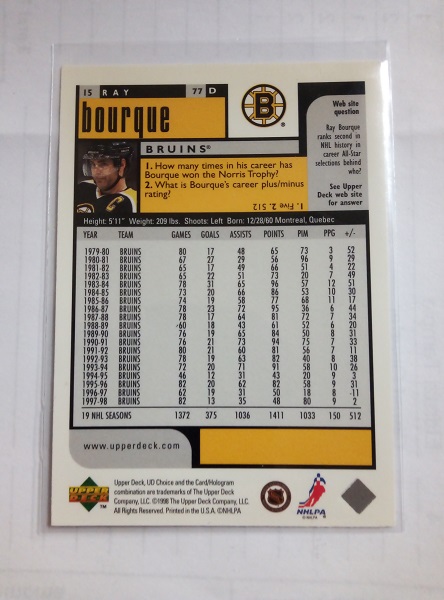 15 RAY 77 D
bourque
BRUINS®
B
1. How many times in his career has
Bourque won the Norris Trophy?
2. What is Bourque's career plus/minus
rating?
1. Five 2. 512
Web site
question
Ray Bourque
ranks second in
NHL history in
career All-Star
selections behind
who?
See Upper
Deck web site
for answer
Height: 5'11" Weight: 209 lbs. Shoots: Left Born: 12/28/60 Montreal, Quebec
YEAR TEAM GAMES GOALS ASSISTS POINTS PIM PPG +/-
1979-80 BRUINS 80 17 48 65 73 3 52
1980-81 BRUINS 67 27 29 56 96 9 29
1981-82 BRUINS 65 17 49 66 51 4 22
1982-83 BRUINS 65 22 51 73 20 7 49
1983-84 BRUINS 78 31 65 96 57 12 51
1984-85 BRUINS 73 20 66 86 53 10 30
1985-86 BRUINS 74 19 58 77 68 11 17
1986-87 BRUINS 78 23 72 95 36 6 44
1987-88 BRUINS 78 17 64 81 72 7 34
1988-89 BRUINS -60 18 43 61 52 6 20
1989-90 BRUINS 76 19 65 84 50 8 31
1990-91 BRUINS 76 21 73 94 75 7 33
1991-92 BRUINS 80 21 60 81 56 7 11
1992-93 BRUINS 78 19 63 82 40 8 38
1993-94 BRUINS 72 20 71 91 58 10 26
1994-95 BRUINS 46 12 31 43 20 9 3
1995-96 BRUINS 82 20 62 82 58 9 31
1996-97 BRUINS 62 19 31 50 18 8 -11
1997-98 BRUINS 82 13 35 48 80 9 2
19 NHL SEASONS 1372 375 1036 1411 1033 150 512
www.upperdeck.com
UPPER
DECK
™
Upper Deck, UD Choice and the Card/Hologram
combination are trademarks of The Upper Deck
Company, LLC. ©1998 The Upper Deck Company, LLC.
All Rights Reserved. Printed in the U.S.A. ©NHLPA
NHLPA
©NHLPA